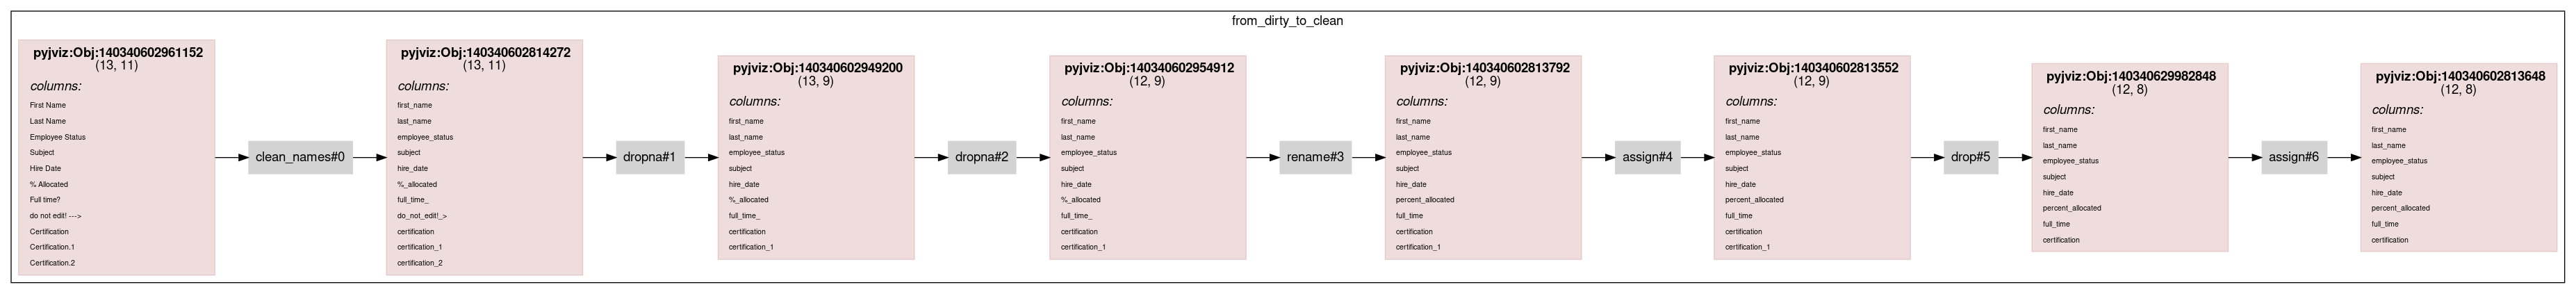 from_dirty_to_clean
pyjviz:Obj:140340602961152
(13, 11)
columns:
First Name
Last Name
Employee Status
Subject
Hire Date
% Allocated
Full time?
do not edit! --->
Certification
Certification.1
Certification.2
clean_names#0
pyjviz:Obj:140340602814272
(13, 11)
columns:
first_name
last_name
employee_status
subject
hire_date
%_allocated
full_time_
do_not_edit!_>
certification
certification_1
certification_2
dropna#1
pyjviz:Obj:140340602949200
(13, 9)
columns:
first_name
last_name
employee_status
subject
hire_date
%_allocated
full_time_
certification
certification_1
dropna#2
pyjviz:Obj:140340602954912
(12, 9)
columns:
first_name
last_name
employee_status
subject
hire_date
%_allocated
full_time_
certification
certification_1
rename#3
pyjviz:Obj:140340602813792
(12, 9)
columns:
first_name
last_name
employee_status
subject
hire_date
percent_allocated
full_time
certification
certification_1
assign#4
pyjviz:Obj:140340602813552
(12, 9)
columns:
first_name
last_name
employee_status
subject
hire_date
percent_allocated
full_time
certification
certification_1
drop#5
pyjviz:Obj:140340629982848
(12, 8)
columns:
first_name
last_name
employee_status
subject
hire_date
percent_allocated
full_time
certification
assign#6
pyjviz:Obj:140340602813648
(12, 8)
columns:
first_name
last_name
employee_status
subject
hire_date
percent_allocated
full_time
certification